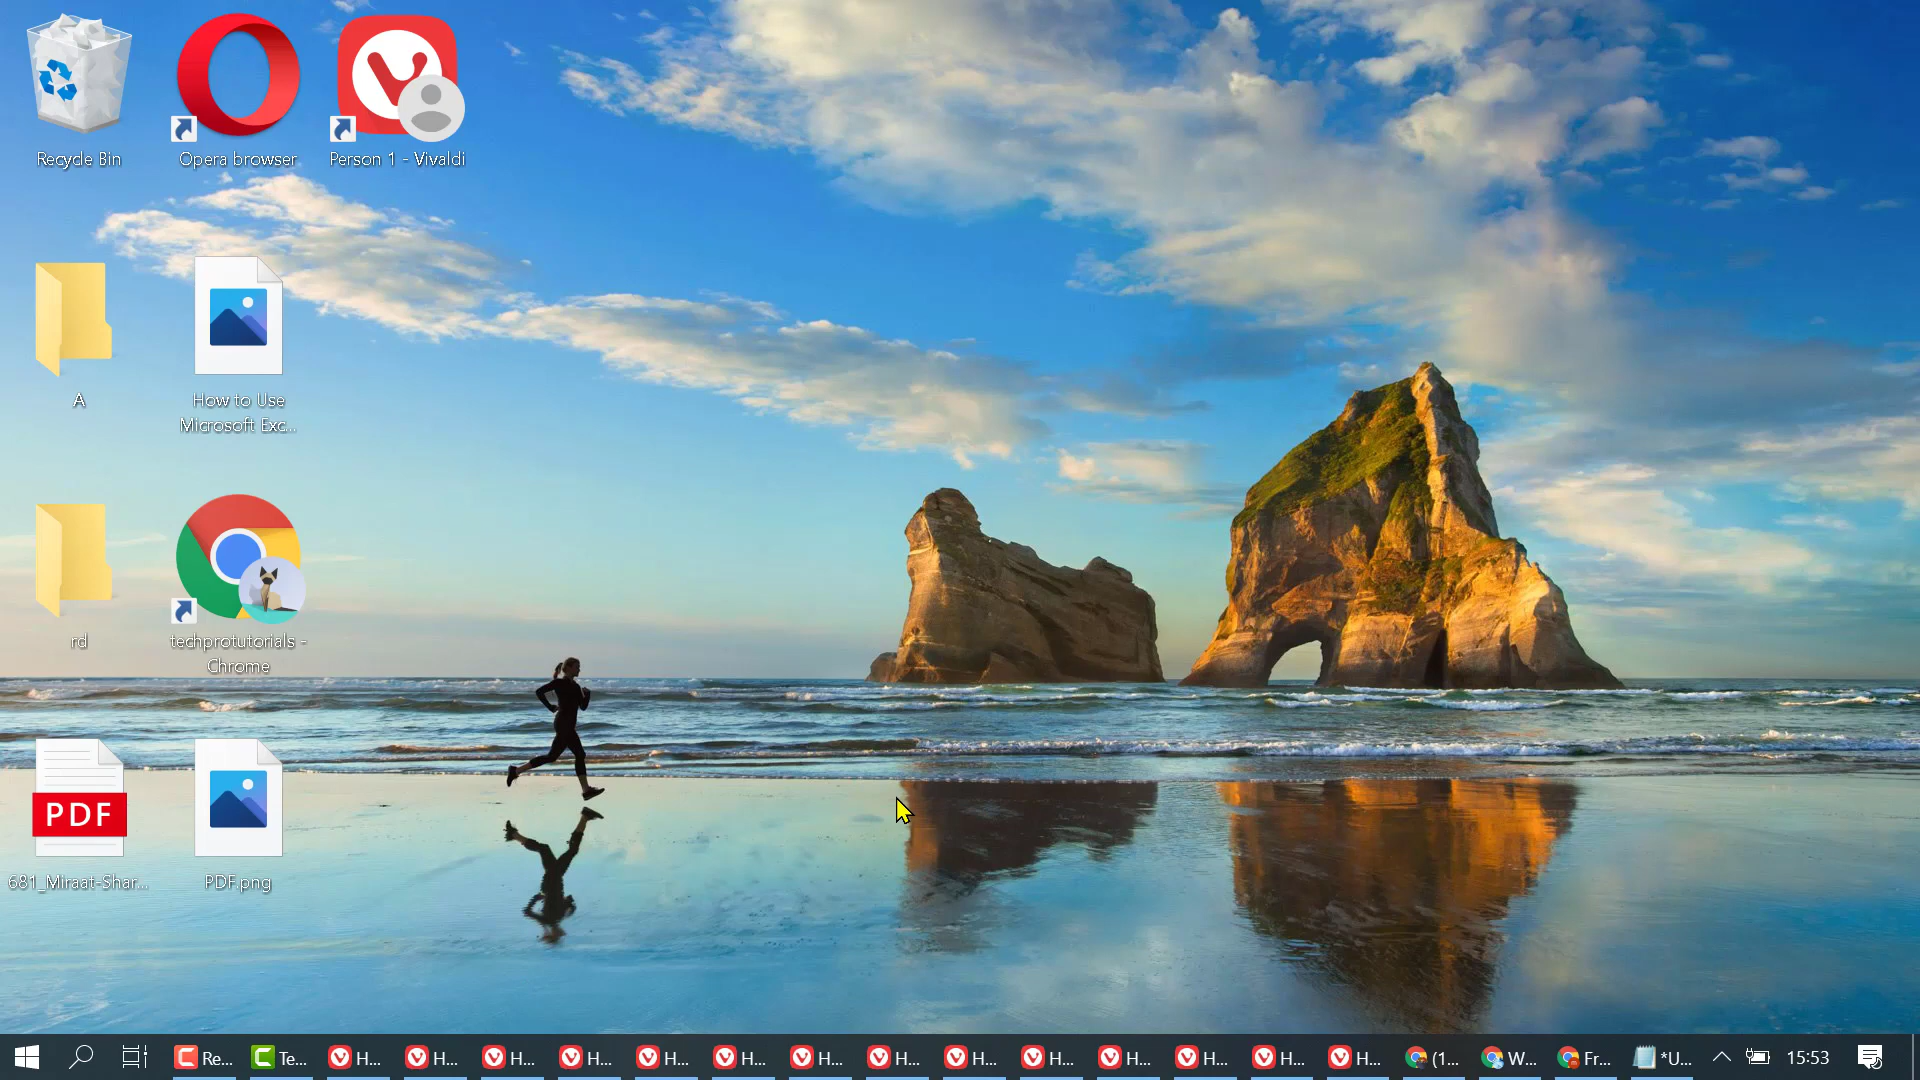 Recycle Bin
Opera browser
Person 1 - Vivaldi
A
How to Use
Microsoft Exc...
rd
techprotutorials -
Chrome
PDF
681_Miraat-Shar...
PDF.png
Re...
Te...
H...
H...
H...
H...
H...
H...
H...
H...
H...
H...
H...
H...
H...
H...
(1...
W...
Fr...
*U...
15:53